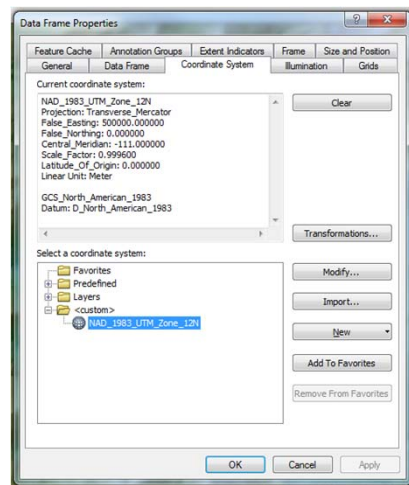 Data Frame Properties
Feature Cache Annotation Groups Extent Indicators Frame Size and Position
General Data Frame Coordinate System Illumination Grids
Current coordinate system:
NAD_1983_UTM_Zone_12N
Projection: Transverse_Mercator
False_Easting: 500000.000000
False_Northing: 0.000000
Central_Meridian: -111.000000
Scale_Factor: 0.999600
Latitude_Of_Origin: 0.000000
Linear Unit: Meter
GCS_North_American_1983
Datum: D_North_American_1983
Clear
Transformations...
Select a coordinate system:
Favorites
Predefined
Layers
<custom>
NAD_1983_UTM_Zone_12N
Modify...
Import...
New
Add To Favorites
Remove From Favorites
OK Cancel Apply